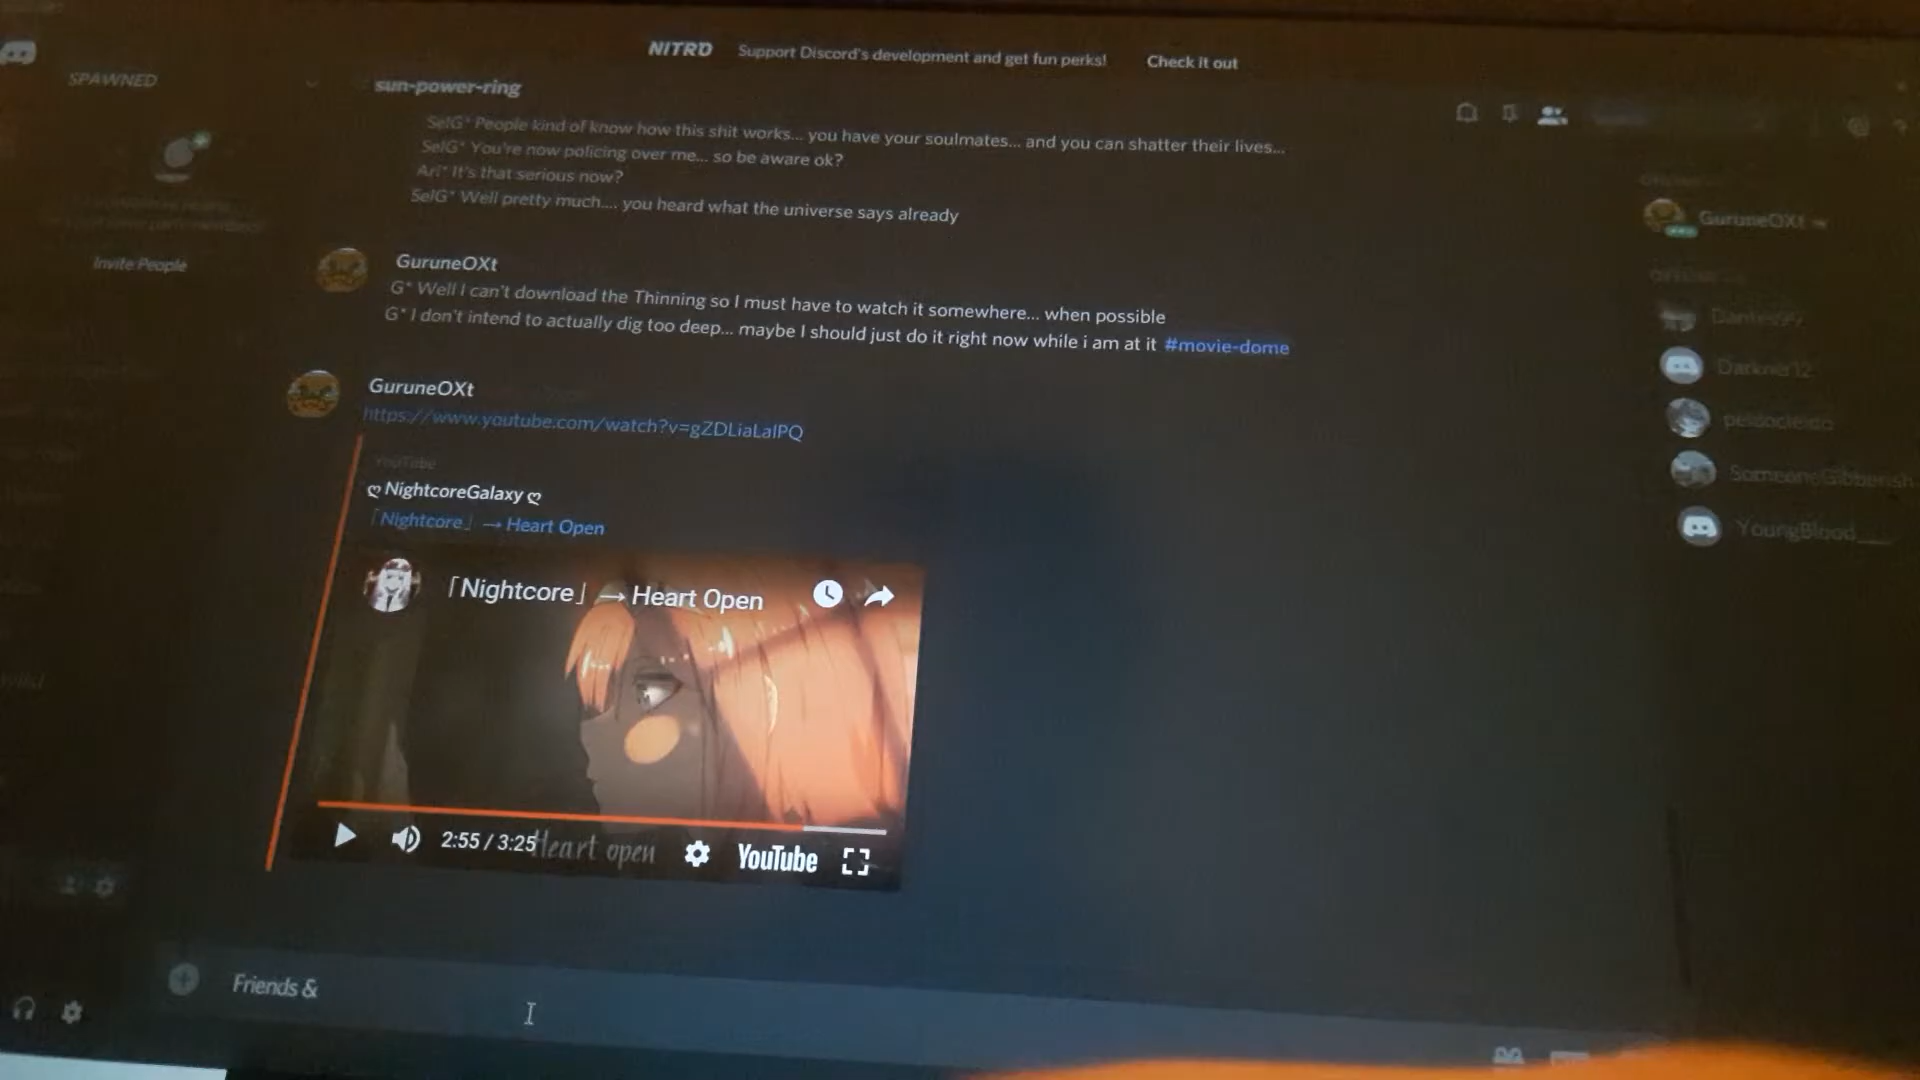 NITRO Support Discord's development and get fun perks! Check it out
SPAWNED
sun-power-ring
SelG* People kind of know how this shit works... you have your soulmates... and you can shatter their lives...
SelG* You're now policing over me... so be aware ok?
Ari* It's that serious now?
SelG* Well pretty much.... you heard what the universe says already
Invite People
GuruneOXt
G* Well I can't download the Thinning so I must have to watch it somewhere... when possible
G* I don't intend to actually dig too deep... maybe I should just do it right now while i am at it #movie-dome
GuruneOXt
https://www.youtube.com/watch?v=gZDLiaLaIPQ
YouTube
ღ NightcoreGalaxy ღ
「Nightcore」 → Heart Open
「Nightcore」 → Heart Open
2:55 / 3:25
Heart open
YouTube
Friends &
GuruneOXt
Dantes99
Darkner12
YoungBlood___